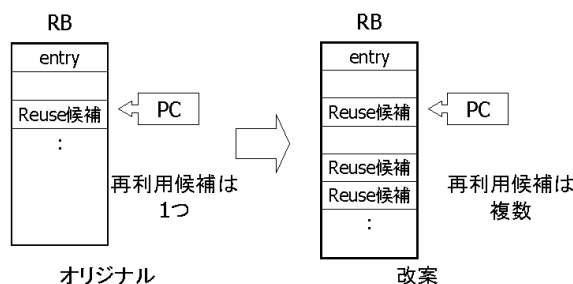 RB
entry
Reuse候補
:
PC
再利用候補は
1つ
オリジナル
RB
entry
Reuse候補
Reuse候補
Reuse候補
:
PC
再利用候補は
複数
改案